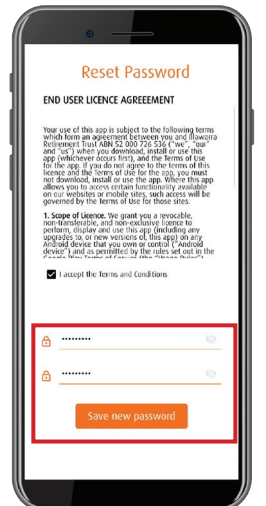 Reset Password
END USER LICENCE AGREEEMENT
Your use of this app is subject to the following terms
which form an agreement between you and Illawarra
Retirement Trust ABN 52 000 726 536 ("we", "our"
and "us") when you download, install or use this
app (whichever occurs first), and the Terms of Use
for the app. If you do not agree to the terms of this
licence and the Terms of Use for the app, you must
not download, install or use the app. Where this app
allows you to access certain functionality available
on our websites or mobile sites, such access will be
governed by the Terms of Use for those sites.
1. Scope of Licence. We grant you a revocable,
non-transferable, and non-exclusive licence to
perform, display and use this app (including any
upgrades to, or new versions of, this app) on any
Android device that you own or control ("Android
device") and as permitted by the rules set out in the
Google Play Terms of Service (the "Usage Rules").
I accept the Terms and Conditions
•••••••••
•••••••••
Save new password